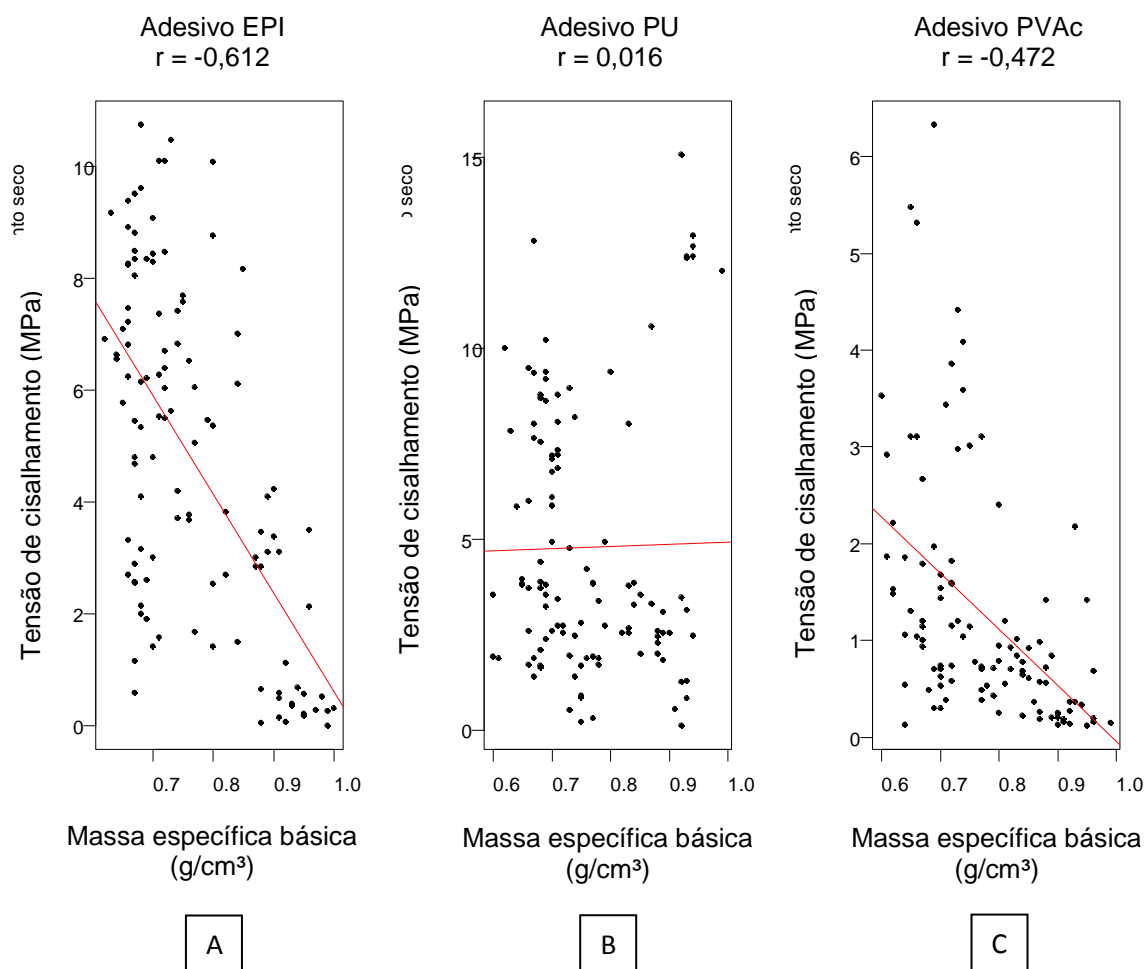 Adesivo EPI
r = -0,612
Tensão de cisalhamento (MPa)
10
8
6
4
2
0
0.7 0.8 0.9 1.0
Massa específica básica
(g/cm³)
A
Adesivo PU
r = 0,016
seco
Tensão de cisalhamento (MPa)
15
10
5
0
0.6 0.7 0.8 0.9 1.0
Massa específica básica
(g/cm³)
B
Adesivo PVAc
r = -0,472
seco
Tensão de cisalhamento (MPa)
6
5
4
3
2
1
0
0.6 0.7 0.8 0.9 1.0
Massa específica básica
(g/cm³)
C